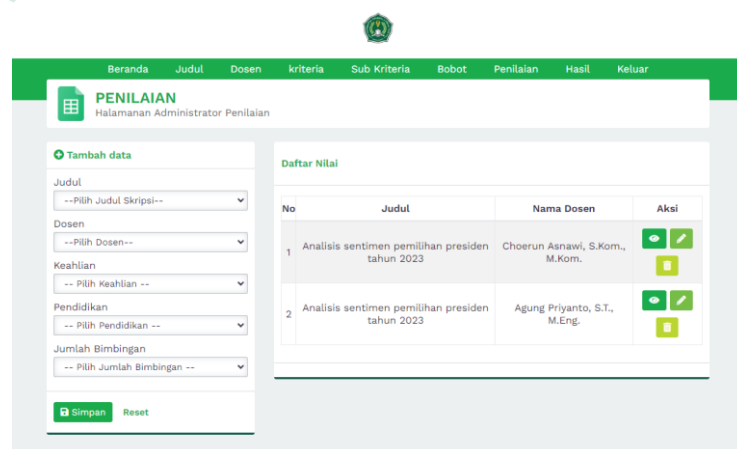 Beranda Judul Dosen kriteria Sub Kriteria Bobot Penilaian Hasil Keluar
PENILAIAN
Halamanan Administrator Penilaian
Tambah data
Judul
--Pilih Judul Skripsi--
Dosen
--Pilih Dosen--
Keahlian
-- Pilih Keahlian --
Pendidikan
-- Pilih Pendidikan --
Jumlah Bimbingan
-- Pilih Jumlah Bimbingan --
Simpan Reset
Daftar Nilai
No Judul Nama Dosen Aksi
1 Analisis sentimen pemilihan presiden tahun 2023 Choerun Asnawi, S.Kom., M.Kom.
2 Analisis sentimen pemilihan presiden tahun 2023 Agung Priyanto, S.T., M.Eng.